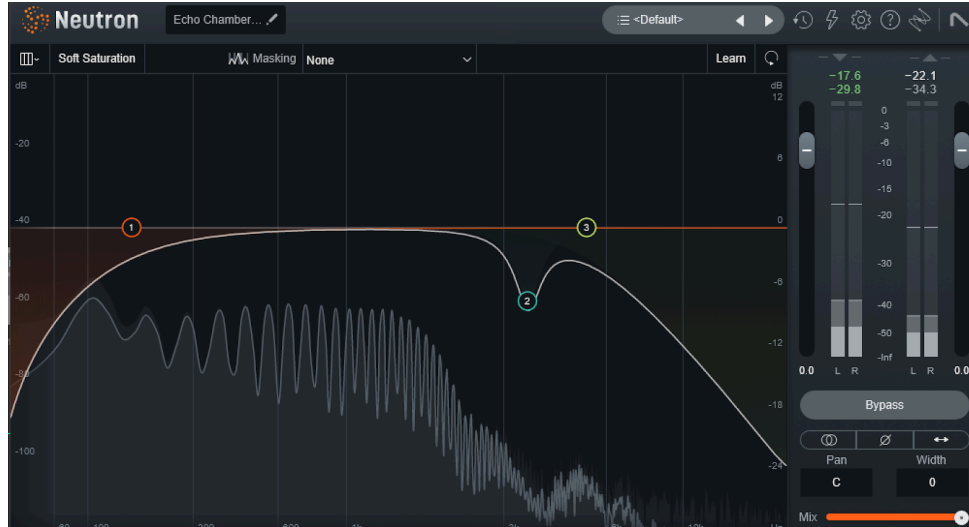 Neutron Echo Chamber... <Default>
Soft Saturation Masking None Learn
dB dB
12
-17.6 -22.1
-29.8 -34.3
0
-3
-20 6 -6
-10
-15
-40 0 -20
1 3
-30
-60 -6
2
-40
-12
-50
-Inf
0.0 L R L R 0.0
-80
-18
Bypass
-100
-24
Pan Width
C 0
Mix